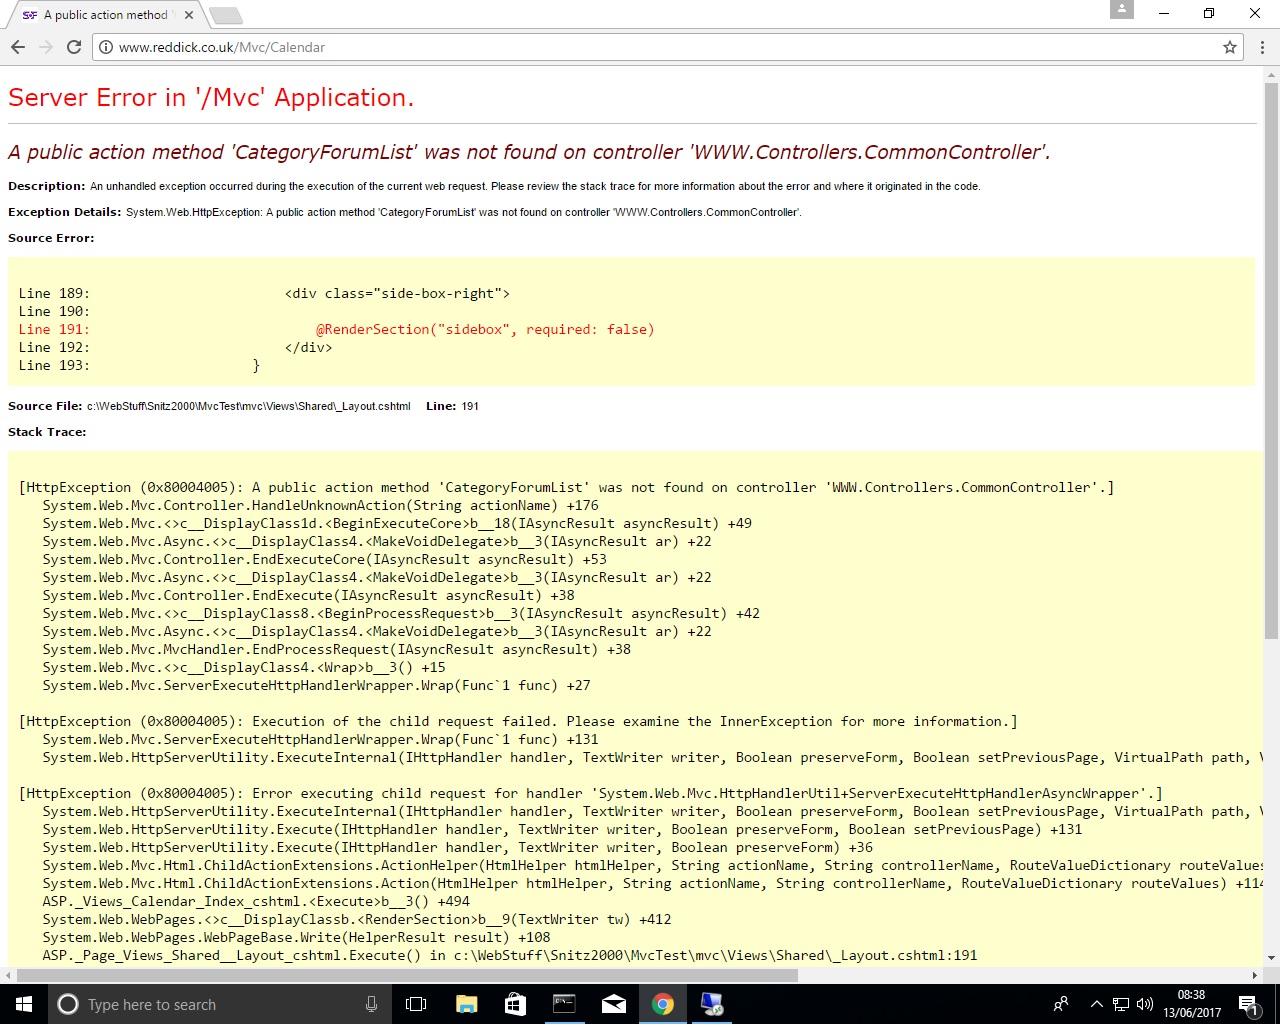 A public action method
www.reddick.co.uk/Mvc/Calendar
Server Error in '/Mvc' Application.
A public action method 'CategoryForumList' was not found on controller 'WWW.Controllers.CommonController'.
Description: An unhandled exception occurred during the execution of the current web request. Please review the stack trace for more information about the error and where it originated in the code.
Exception Details: System.Web.HttpException: A public action method 'CategoryForumList' was not found on controller 'WWW.Controllers.CommonController'.
Source Error:
Line 189:                        <div class="side-box-right">
Line 190:
Line 191:                            @RenderSection("sidebox", required: false)
Line 192:                        </div>
Line 193:                    }
Source File: c:\WebStuff\Snitz2000\MvcTest\mvc\Views\Shared\_Layout.cshtml    Line: 191
Stack Trace:
[HttpException (0x80004005): A public action method 'CategoryForumList' was not found on controller 'WWW.Controllers.CommonController'.]
System.Web.Mvc.Controller.HandleUnknownAction(String actionName) +176
System.Web.Mvc.<>c__DisplayClass1d.<BeginExecuteCore>b__18(IAsyncResult asyncResult) +49
System.Web.Mvc.Async.<>c__DisplayClass4.<MakeVoidDelegate>b__3(IAsyncResult ar) +22
System.Web.Mvc.Controller.EndExecuteCore(IAsyncResult asyncResult) +53
System.Web.Mvc.Async.<>c__DisplayClass4.<MakeVoidDelegate>b__3(IAsyncResult ar) +22
System.Web.Mvc.Controller.EndExecute(IAsyncResult asyncResult) +38
System.Web.Mvc.<>c__DisplayClass8.<BeginProcessRequest>b__3(IAsyncResult asyncResult) +42
System.Web.Mvc.Async.<>c__DisplayClass4.<MakeVoidDelegate>b__3(IAsyncResult ar) +22
System.Web.Mvc.MvcHandler.EndProcessRequest(IAsyncResult asyncResult) +38
System.Web.Mvc.<>c__DisplayClass4.<Wrap>b__3() +15
System.Web.Mvc.ServerExecuteHttpHandlerWrapper.Wrap(Func`1 func) +27
[HttpException (0x80004005): Execution of the child request failed. Please examine the InnerException for more information.]
System.Web.Mvc.ServerExecuteHttpHandlerWrapper.Wrap(Func`1 func) +131
System.Web.HttpServerUtility.ExecuteInternal(IHttpHandler handler, TextWriter writer, Boolean preserveForm, Boolean setPreviousPage, VirtualPath path,
[HttpException (0x80004005): Error executing child request for handler 'System.Web.Mvc.HttpHandlerUtil+ServerExecuteHttpHandlerAsyncWrapper'.]
System.Web.HttpServerUtility.ExecuteInternal(IHttpHandler handler, TextWriter writer, Boolean preserveForm, Boolean setPreviousPage, VirtualPath path,
System.Web.HttpServerUtility.Execute(IHttpHandler handler, TextWriter writer, Boolean preserveForm, Boolean setPreviousPage) +131
System.Web.HttpServerUtility.Execute(IHttpHandler handler, TextWriter writer, Boolean preserveForm) +36
System.Web.Mvc.Html.ChildActionExtensions.ActionHelper(HtmlHelper htmlHelper, String actionName, String controllerName, RouteValueDictionary routeValues
System.Web.Mvc.Html.ChildActionExtensions.Action(HtmlHelper htmlHelper, String actionName, String controllerName, RouteValueDictionary routeValues) +114
ASP._Views_Calendar_Index_cshtml.<Execute>b__3() +494
System.Web.WebPages.<>c__DisplayClassb.<RenderSection>b__9(TextWriter tw) +412
System.Web.WebPages.WebPageBase.Write(HelperResult result) +108
ASP._Page_Views_Shared__Layout_cshtml.Execute() in c:\WebStuff\Snitz2000\MvcTest\mvc\Views\Shared\_Layout.cshtml:191
Type here to search
08:38
13/06/2017
1